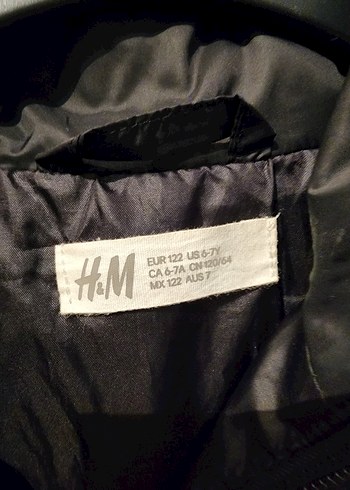 H&M
EUR 122 US 6-7Y
CA 6-7A CN 120/64
MX 122 AUS 7